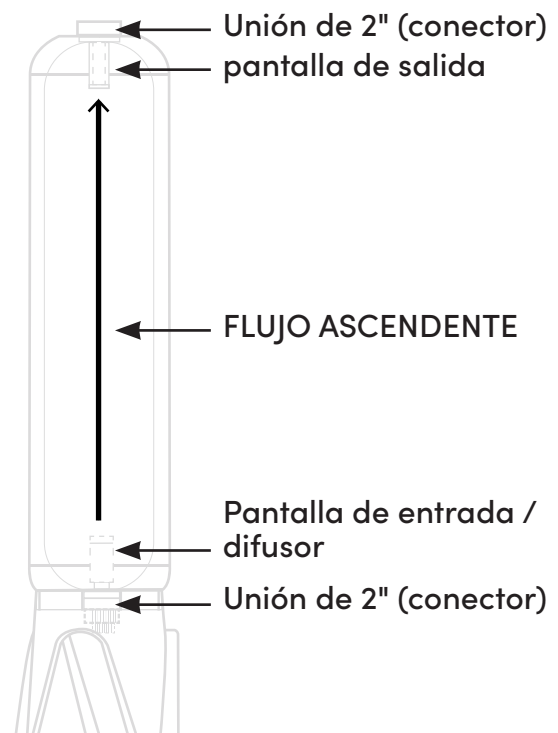 Unión de 2" (conector)
pantalla de salida
FLUJO ASCENDENTE
Pantalla de entrada /
difusor
Unión de 2" (conector)